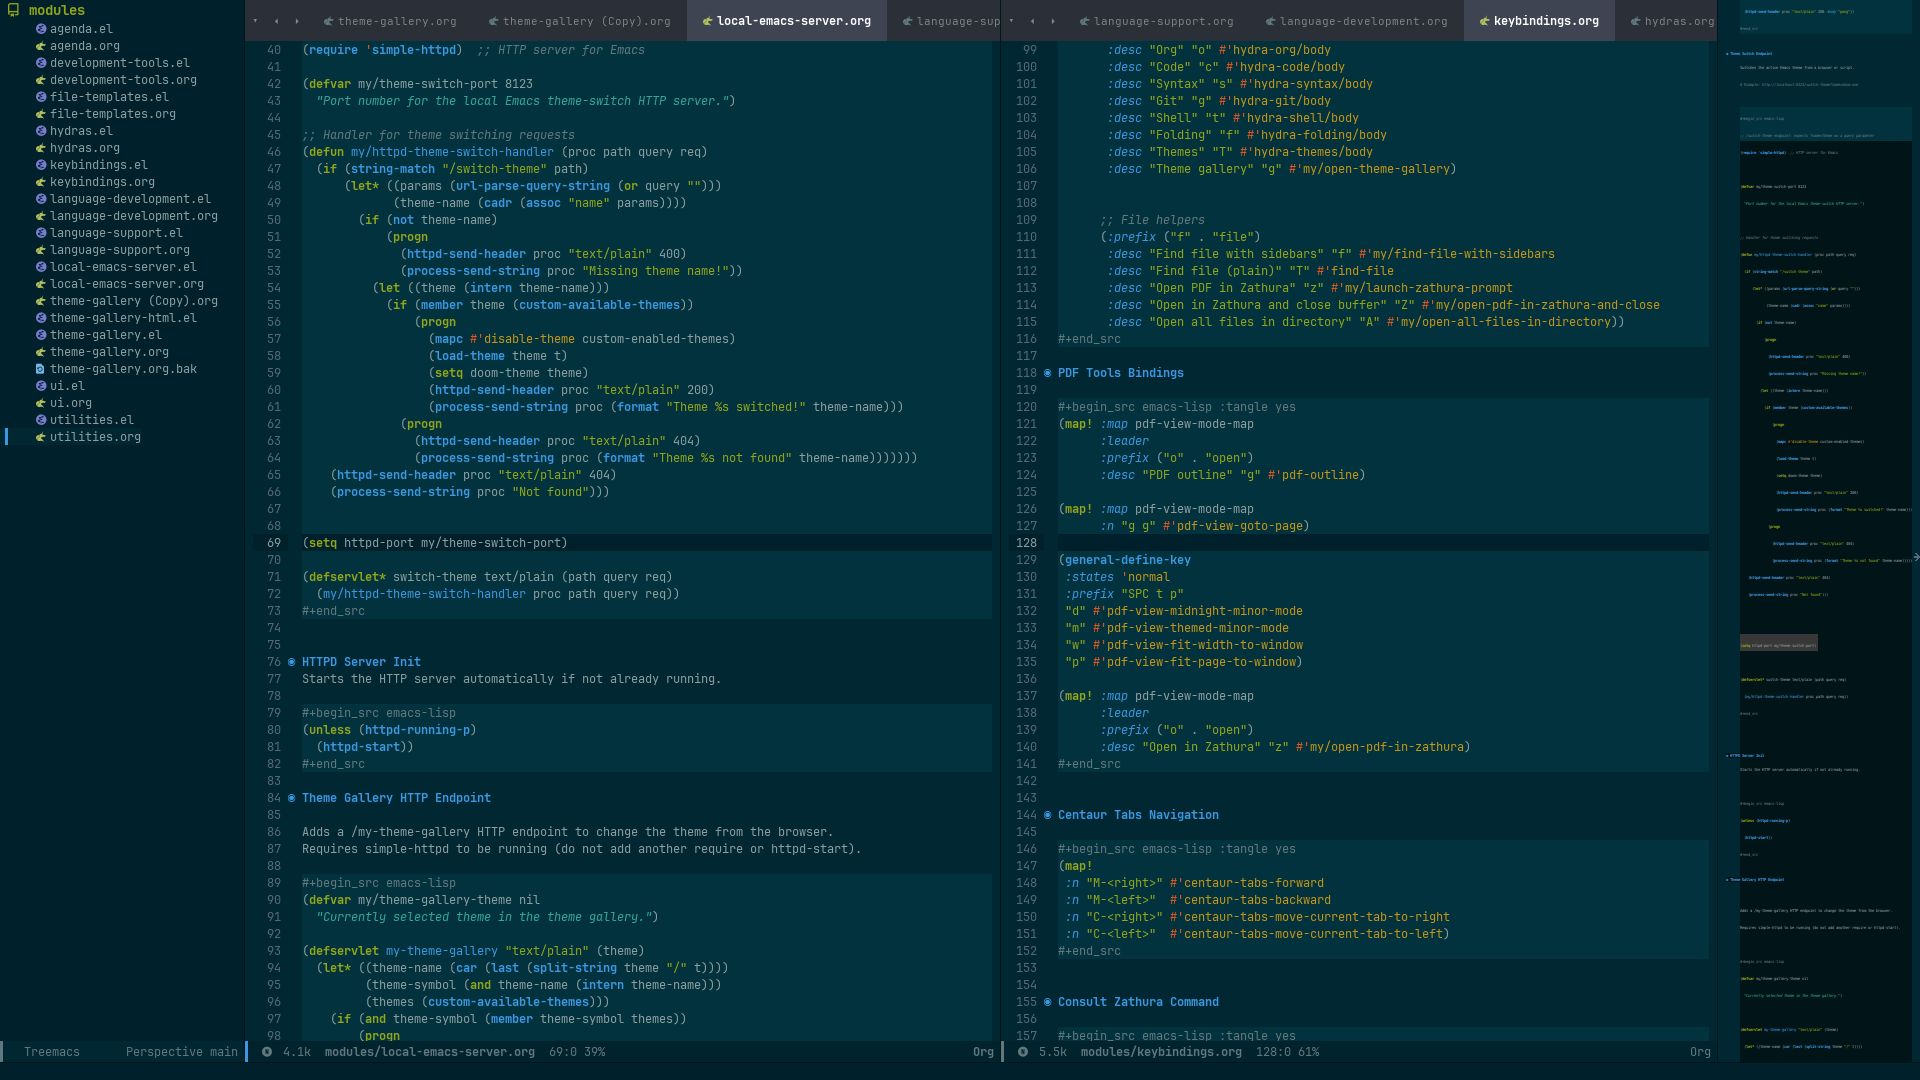 modules
agenda.el
agenda.org
development-tools.el
development-tools.org
file-templates.el
file-templates.org
hydras.el
hydras.org
keybindings.el
keybindings.org
language-development.el
language-development.org
language-support.el
language-support.org
local-emacs-server.el
local-emacs-server.org
theme-gallery (Copy).org
theme-gallery-html.el
theme-gallery.el
theme-gallery.org
theme-gallery.org.bak
ui.el
ui.org
utilities.el
utilities.org
Treemacs Perspective main
theme-gallery.org theme-gallery (Copy).org local-emacs-server.org language-sup
40 (require 'simple-httpd)  ;; HTTP server for Emacs
41
42 (defvar my/theme-switch-port 8123
43   "Port number for the local Emacs theme-switch HTTP server.")
44
45 ;; Handler for theme switching requests
46 (defun my/httpd-theme-switch-handler (proc path query req)
47   (if (string-match "/switch-theme" path)
48       (let* ((params (url-parse-query-string (or query "")))
49              (theme-name (cadr (assoc "name" params))))
50         (if (not theme-name)
51             (progn
52               (httpd-send-header proc "text/plain" 400)
53               (process-send-string proc "Missing theme name!"))
54           (let ((theme (intern theme-name)))
55             (if (member theme (custom-available-themes))
56                 (progn
57                   (mapc #'disable-theme custom-enabled-themes)
58                   (load-theme theme t)
59                   (setq doom-theme theme)
60                   (httpd-send-header proc "text/plain" 200)
61                   (process-send-string proc (format "Theme %s switched!" theme-name)))
62               (progn
63                 (httpd-send-header proc "text/plain" 404)
64                 (process-send-string proc (format "Theme %s not found" theme-name)))))))
65     (httpd-send-header proc "text/plain" 404)
66     (process-send-string proc "Not found")))
67
68
69 (setq httpd-port my/theme-switch-port)
70
71 (defservlet* switch-theme text/plain (path query req)
72   (my/httpd-theme-switch-handler proc path query req))
73 #+end_src
74
75
76 ◉ HTTPD Server Init
77 Starts the HTTP server automatically if not already running.
78
79 #+begin_src emacs-lisp
80 (unless (httpd-running-p)
81   (httpd-start))
82 #+end_src
83
84 ◉ Theme Gallery HTTP Endpoint
85
86 Adds a /my-theme-gallery HTTP endpoint to change the theme from the browser.
87 Requires simple-httpd to be running (do not add another require or httpd-start).
88
89 #+begin_src emacs-lisp
90 (defvar my/theme-gallery-theme nil
91   "Currently selected theme in the theme gallery.")
92
93 (defservlet my-theme-gallery "text/plain" (theme)
94   (let* ((theme-name (car (last (split-string theme "/" t))))
95          (theme-symbol (and theme-name (intern theme-name)))
96          (themes (custom-available-themes)))
97     (if (and theme-symbol (member theme-symbol themes))
98         (progn
4.1k modules/local-emacs-server.org 69:0 39% Org
language-support.org language-development.org keybindings.org hydras.org
99        :desc "Org" "o" #'hydra-org/body
100       :desc "Code" "c" #'hydra-code/body
101       :desc "Syntax" "s" #'hydra-syntax/body
102       :desc "Git" "g" #'hydra-git/body
103       :desc "Shell" "t" #'hydra-shell/body
104       :desc "Folding" "f" #'hydra-folding/body
105       :desc "Themes" "T" #'hydra-themes/body
106       :desc "Theme gallery" "g" #'my/open-theme-gallery)
107
108
109      ;; File helpers
110      (:prefix ("f" . "file")
111       :desc "Find file with sidebars" "f" #'my/find-file-with-sidebars
112       :desc "Find file (plain)" "T" #'find-file
113       :desc "Open PDF in Zathura" "z" #'my/launch-zathura-prompt
114       :desc "Open in Zathura and close buffer" "Z" #'my/open-pdf-in-zathura-and-close
115       :desc "Open all files in directory" "A" #'my/open-all-files-in-directory))
116 #+end_src
117
118 ◉ PDF Tools Bindings
119
120 #+begin_src emacs-lisp :tangle yes
121 (map! :map pdf-view-mode-map
122       :leader
123       :prefix ("o" . "open")
124       :desc "PDF outline" "g" #'pdf-outline)
125
126 (map! :map pdf-view-mode-map
127       :n "g g" #'pdf-view-goto-page)
128
129 (general-define-key
130  :states 'normal
131  :prefix "SPC t p"
132  "d" #'pdf-view-midnight-minor-mode
133  "m" #'pdf-view-themed-minor-mode
134  "w" #'pdf-view-fit-width-to-window
135  "p" #'pdf-view-fit-page-to-window)
136
137 (map! :map pdf-view-mode-map
138       :leader
139       :prefix ("o" . "open")
140       :desc "Open in Zathura" "z" #'my/open-pdf-in-zathura)
141 #+end_src
142
143
144 ◉ Centaur Tabs Navigation
145
146 #+begin_src emacs-lisp :tangle yes
147 (map!
148  :n "M-<right>" #'centaur-tabs-forward
149  :n "M-<left>"  #'centaur-tabs-backward
150  :n "C-<right>" #'centaur-tabs-move-current-tab-to-right
151  :n "C-<left>"  #'centaur-tabs-move-current-tab-to-left)
152 #+end_src
153
154
155 ◉ Consult Zathura Command
156
157 #+begin_src emacs-lisp :tangle yes
5.5k modules/keybindings.org 128:0 61% Org